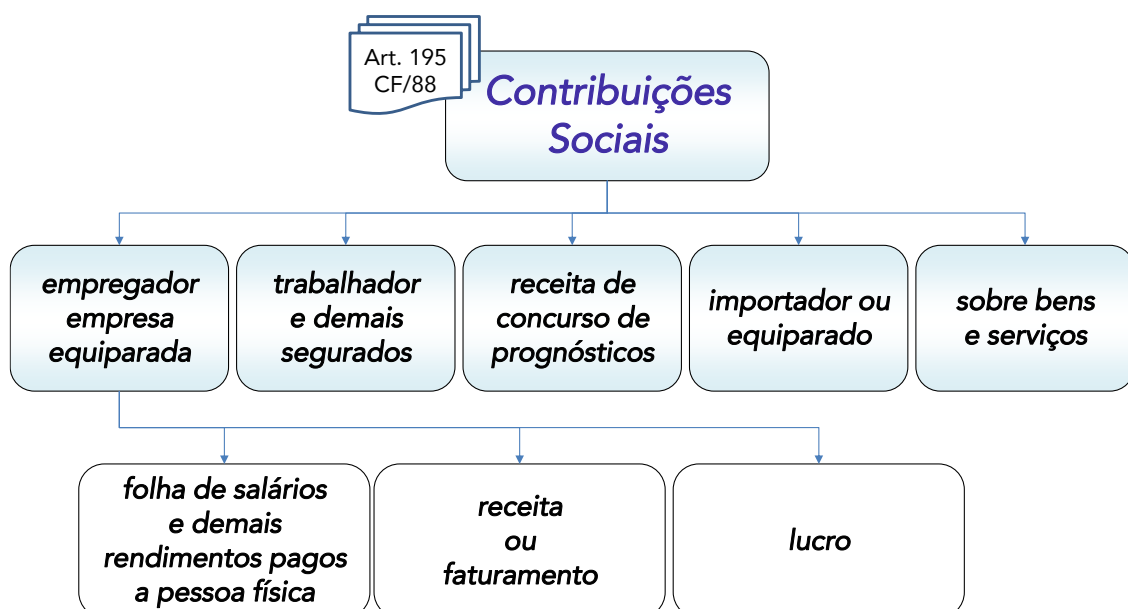 Art. 195
CF/88
Contribuições
Sociais
empregador
empresa
equiparada
trabalhador
e demais
segurados
receita de
concurso de
prognósticos
importador ou
equiparado
sobre bens
e serviços
folha de salários
e demais
rendimentos pagos
a pessoa física
receita
ou
faturamento
lucro